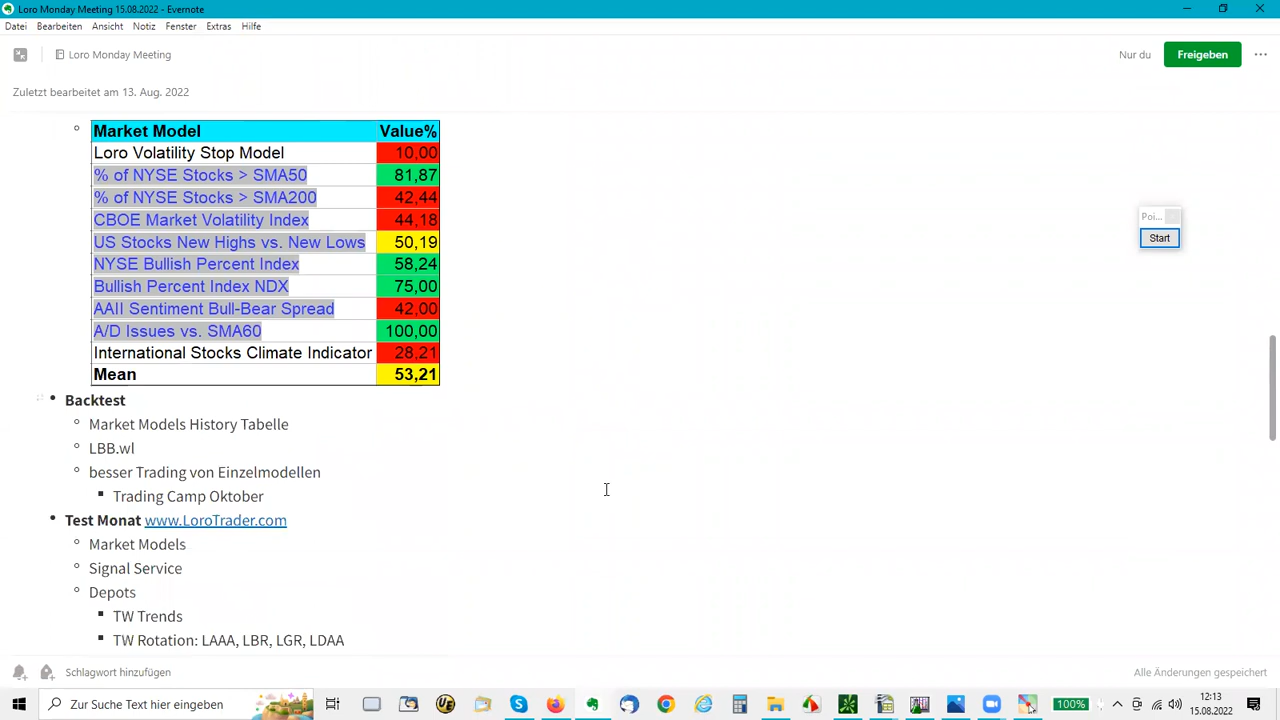 Loro Monday Meeting 15.08.2022 - Evernote
Datei Bearbeiten Ansicht Notiz Fenster Extras Hilfe
Loro Monday Meeting
Nur du Freigeben
Zuletzt bearbeitet am 13. Aug. 2022
Market Model Value%
Loro Volatility Stop Model 10,00
% of NYSE Stocks > SMA50 81,87
% of NYSE Stocks > SMA200 42,44
CBOE Market Volatility Index 44,18
US Stocks New Highs vs. New Lows 50,19
NYSE Bullish Percent Index 58,24
Bullish Percent Index NDX 75,00
AAII Sentiment Bull-Bear Spread 42,00
A/D Issues vs. SMA60 100,00
International Stocks Climate Indicator 28,21
Mean 53,21
Poi...
Start
Backtest
Market Models History Tabelle
LBB.wl
besser Trading von Einzelmodellen
Trading Camp Oktober
Test Monat www.LoroTrader.com
Market Models
Signal Service
Depots
TW Trends
TW Rotation: LAAA, LBR, LGR, LDAA
Schlagwort hinzufügen
Alle Änderungen gespeichert
Zur Suche Text hier eingeben
100%
12:13
15.08.2022